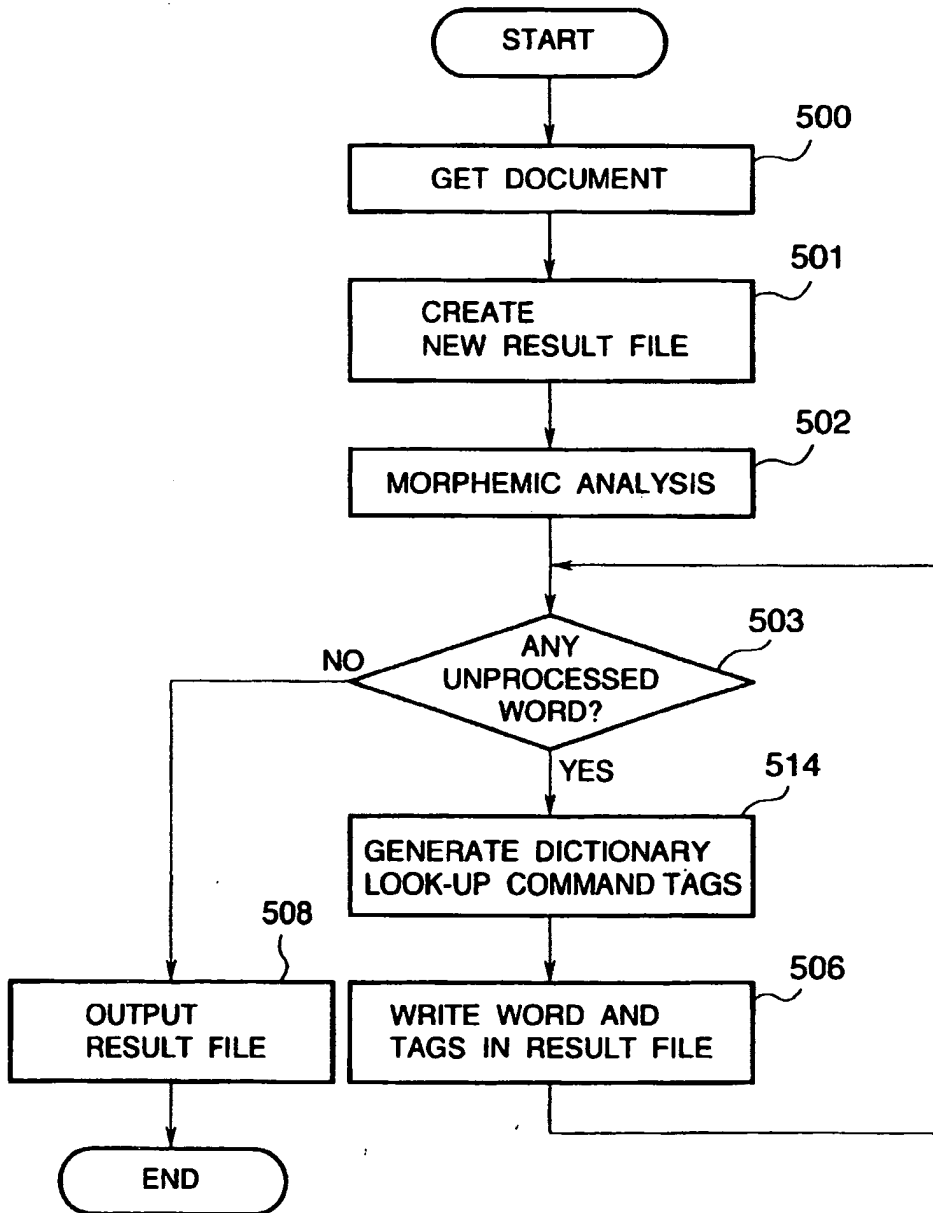 START
500
GET DOCUMENT
501
CREATE
NEW RESULT FILE
502
MORPHEMIC ANALYSIS
503
NO
ANY
UNPROCESSED
WORD?
YES
514
GENERATE DICTIONARY
LOOK-UP COMMAND TAGS
508
506
OUTPUT
RESULT FILE
WRITE WORD AND
TAGS IN RESULT FILE
END